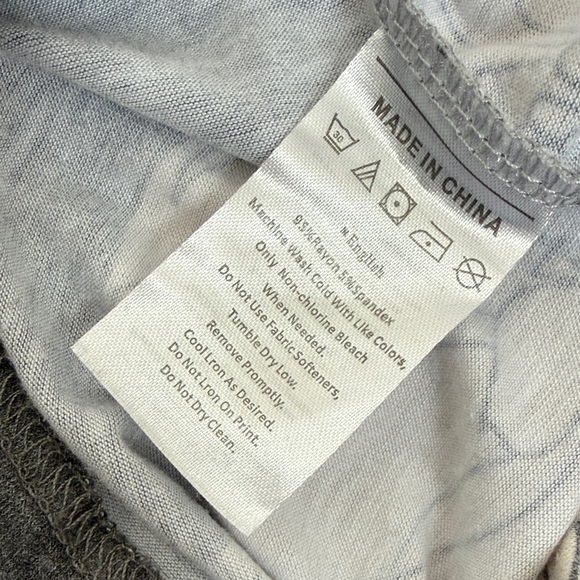 MADE IN CHINA
30
≋ English
95%Rayon 5%Spandex
Machine Wash Cold With Like Colors,
Only Non-chlorine Bleach
When Needed.
Do Not Use Fabric Softeners,
Tumble Dry Low.
Remove Promptly.
Cool Lron As Desired.
Do Not Lron On Print.
Do Not Dry Clean.